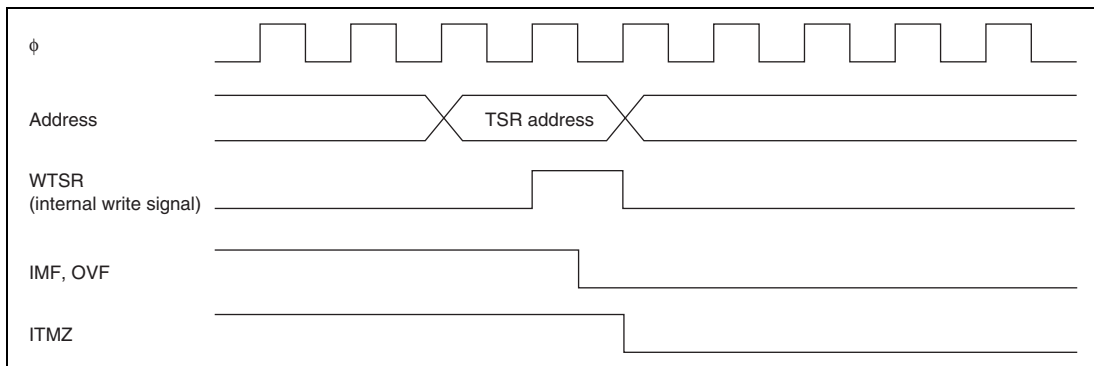 ϕ
Address
TSR address
WTSR
(internal write signal)
IMF, OVF
ITMZ